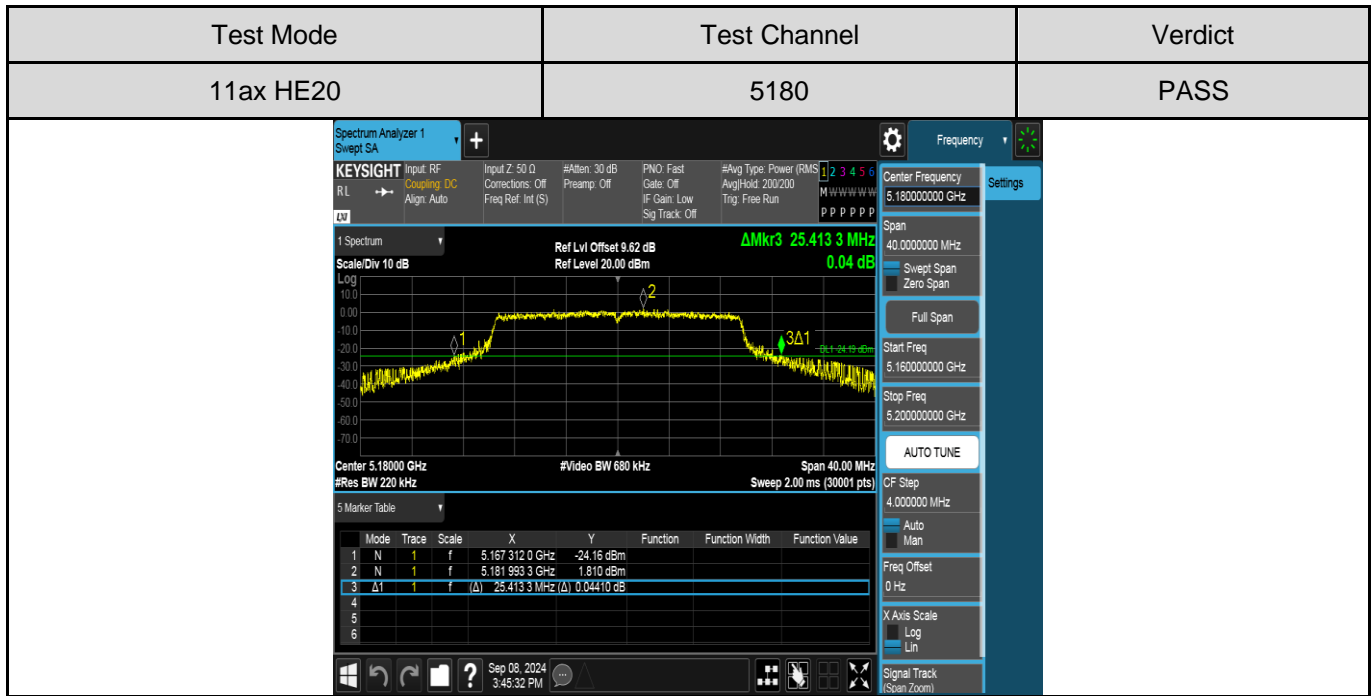 Test Mode Test Channel Verdict
11ax HE20 5180 PASS
Spectrum Analyzer 1
Swept SA
+
Frequency
KEYSIGHT Input: RF Input Z: 50 Ω #Atten: 30 dB PNO: Fast #Avg Type: Power (RMS 1 2 3 4 5 6
RL Coupling: DC Corrections: Off Preamp: Off Gate: Off Avg|Hold: 200/200 M W W W W W
Align: Auto Freq Ref: Int (S) IF Gain: Low Trig: Free Run
LXI Sig Track: Off P P P P P P
1 Spectrum
Ref Lvl Offset 9.62 dB ΔMkr3 25.413 3 MHz
Scale/Div 10 dB Ref Level 20.00 dBm 0.04 dB
Log
10.0
0.00
-10.0
-20.0
-30.0
-40.0
-50.0
-60.0
-70.0
1
2
3Δ1
DL1 -24.19 dBm
Center 5.18000 GHz #Video BW 680 kHz Span 40.00 MHz
#Res BW 220 kHz Sweep 2.00 ms (30001 pts)
5 Marker Table
Mode Trace Scale X Y Function Function Width Function Value
1 N 1 f 5.167 312 0 GHz -24.16 dBm
2 N 1 f 5.181 993 3 GHz 1.810 dBm
3 Δ1 1 f (Δ) 25.413 3 MHz (Δ) 0.04410 dB
4
5
6
Sep 08, 2024
3:45:32 PM
?
Center Frequency
5.180000000 GHz
Settings
Span
40.0000000 MHz
Swept Span
Zero Span
Full Span
Start Freq
5.160000000 GHz
Stop Freq
5.200000000 GHz
AUTO TUNE
CF Step
4.000000 MHz
Auto
Man
Freq Offset
0 Hz
X Axis Scale
Log
Lin
Signal Track
(Span Zoom)